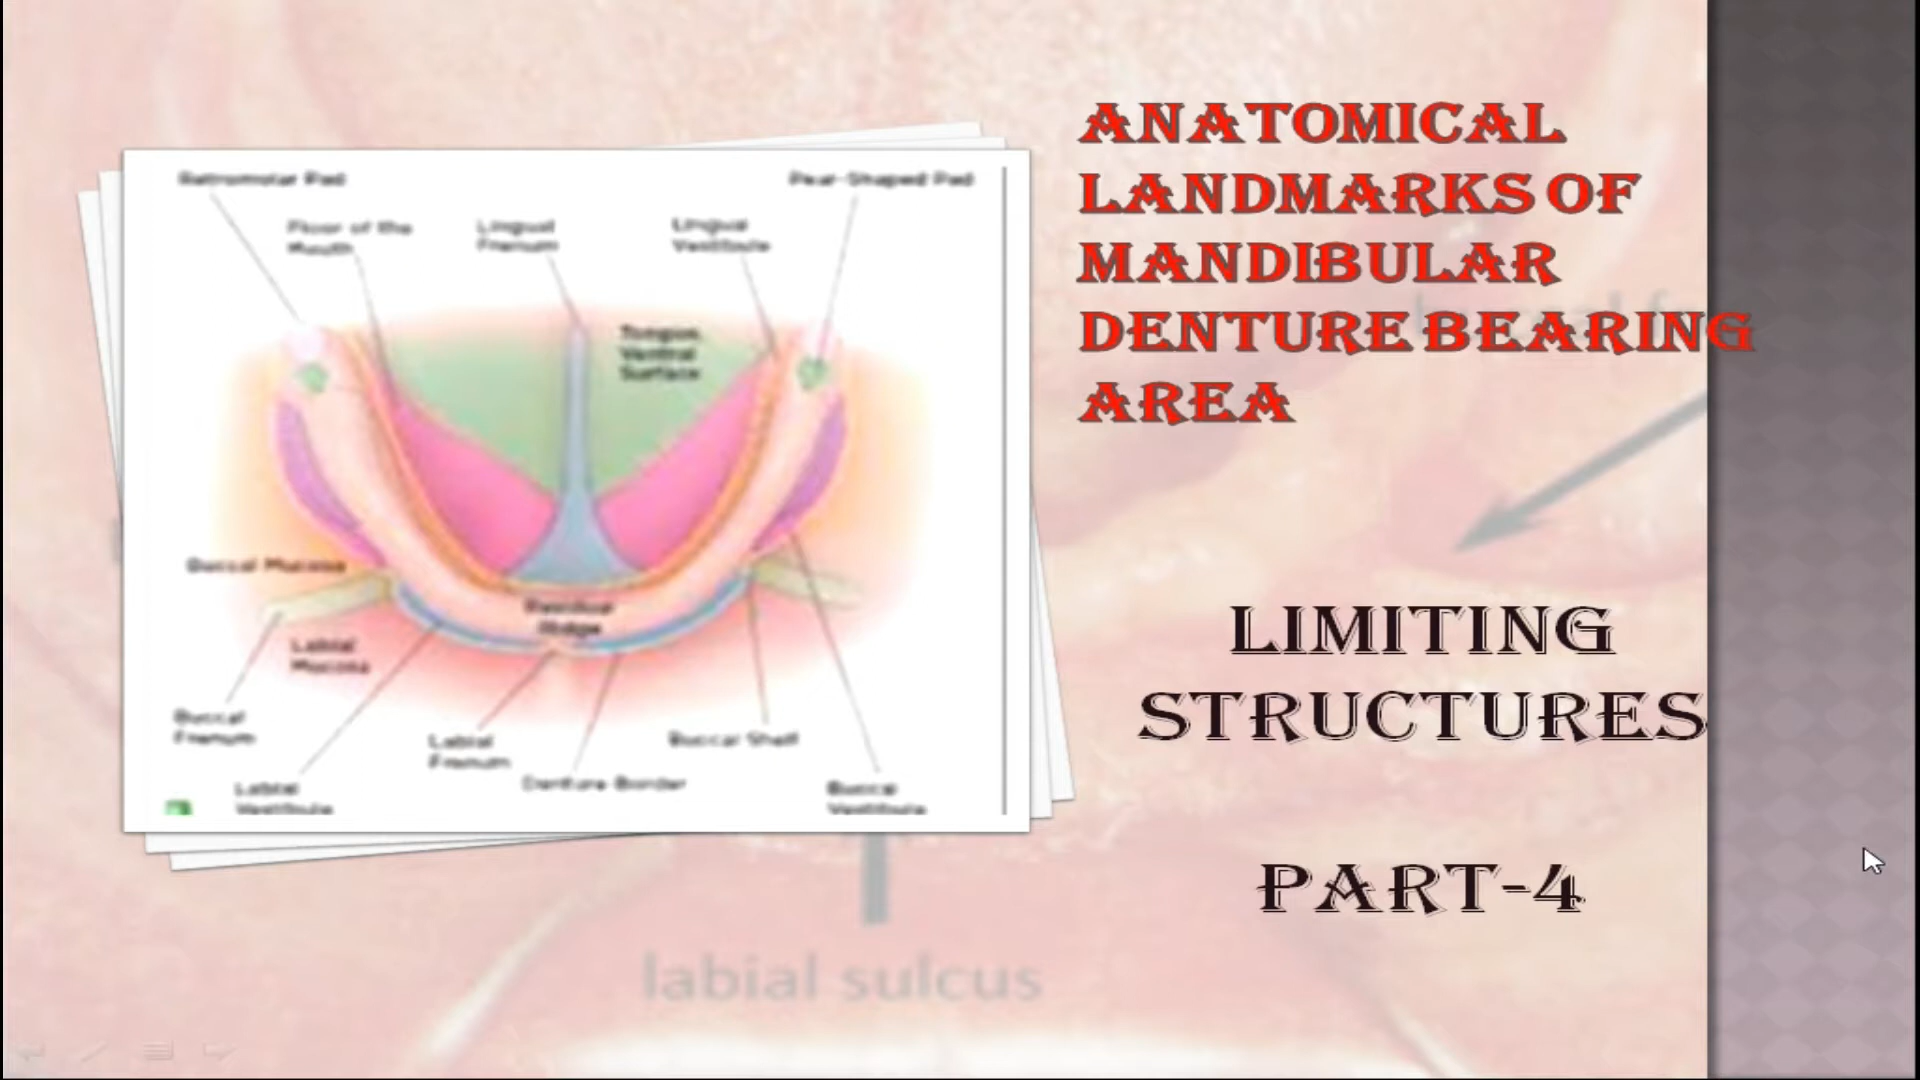 ANATOMICAL
LANDMARKS OF
MANDIBULAR
DENTURE BEARING
AREA
LIMITING
STRUCTURES
PART-4
Retromolar Pad
Pear-Shaped Pad
Floor of the
Mouth
Lingual
Frenum
Lingual
Vestibule
Tongue
Ventral
Surface
Buccal Mucosa
Residual
Ridge
Labial
Mucosa
Buccal
Frenum
Labial
Frenum
Buccal Shelf
Denture Border
Labial
Vestibule
Buccal
Vestibule
labial sulcus